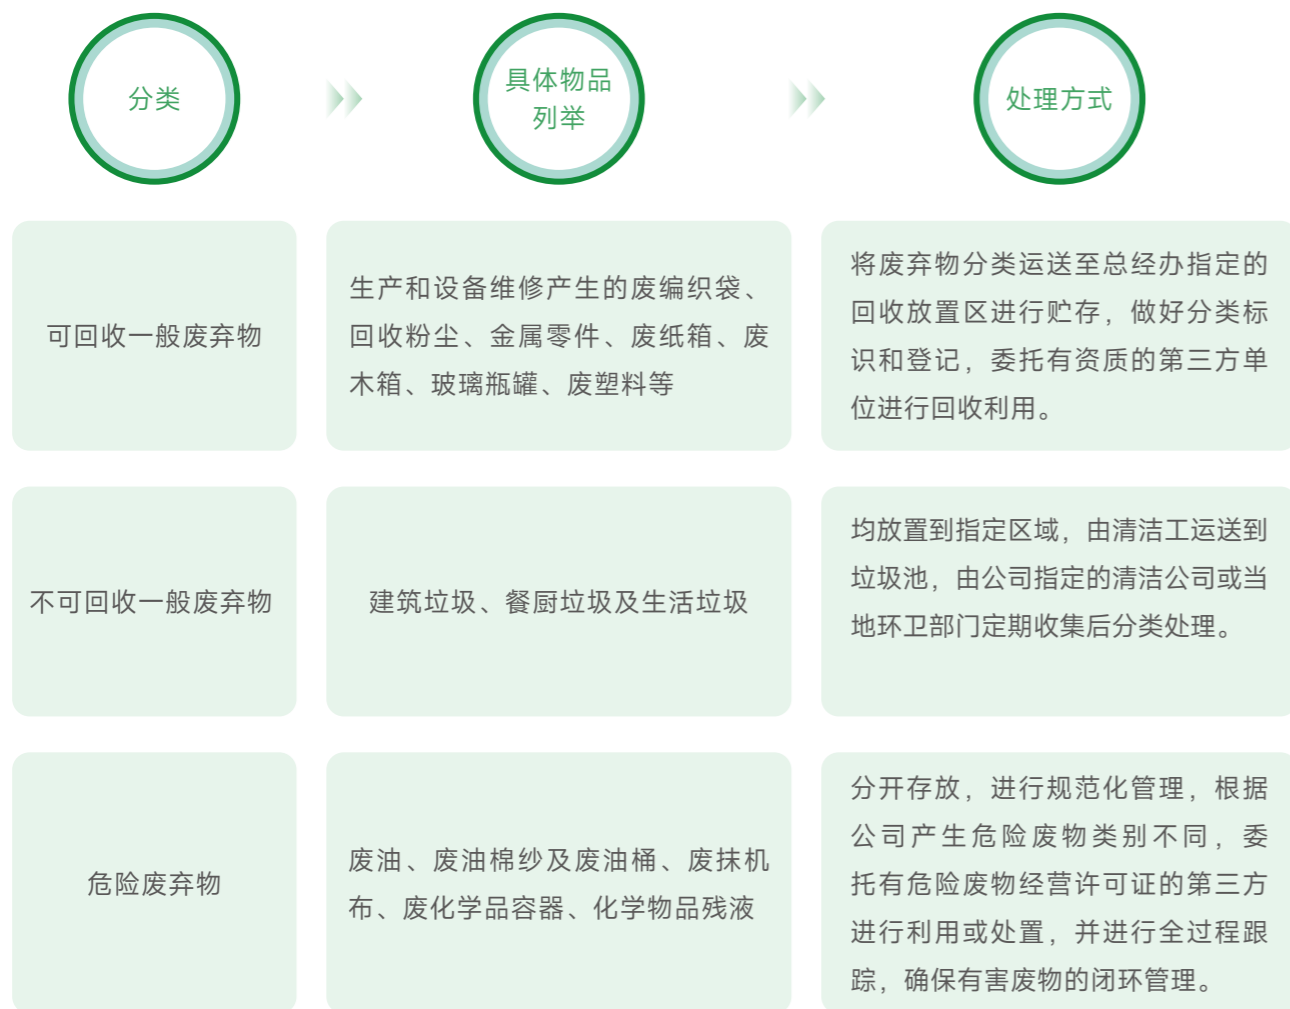 分类
具体物品
列举
处理方式
可回收一般废弃物
生产和设备维修产生的废编织袋、
回收粉尘、金属零件、废纸箱、废
木箱、玻璃瓶罐、废塑料等
将废弃物分类运送至总经办指定的
回收放置区进行贮存，做好分类标
识和登记，委托有资质的第三方单
位进行回收利用。
不可回收一般废弃物
建筑垃圾、餐厨垃圾及生活垃圾
均放置到指定区域，由清洁工运送到
垃圾池，由公司指定的清洁公司或当
地环卫部门定期收集后分类处理。
危险废弃物
废油、废油棉纱及废油桶、废抹机
布、废化学品容器、化学物品残液
分开存放，进行规范化管理，根据
公司产生危险废物类别不同，委
托有危险废物经营许可证的第三方
进行利用或处置，并进行全过程跟
踪，确保有害废物的闭环管理。